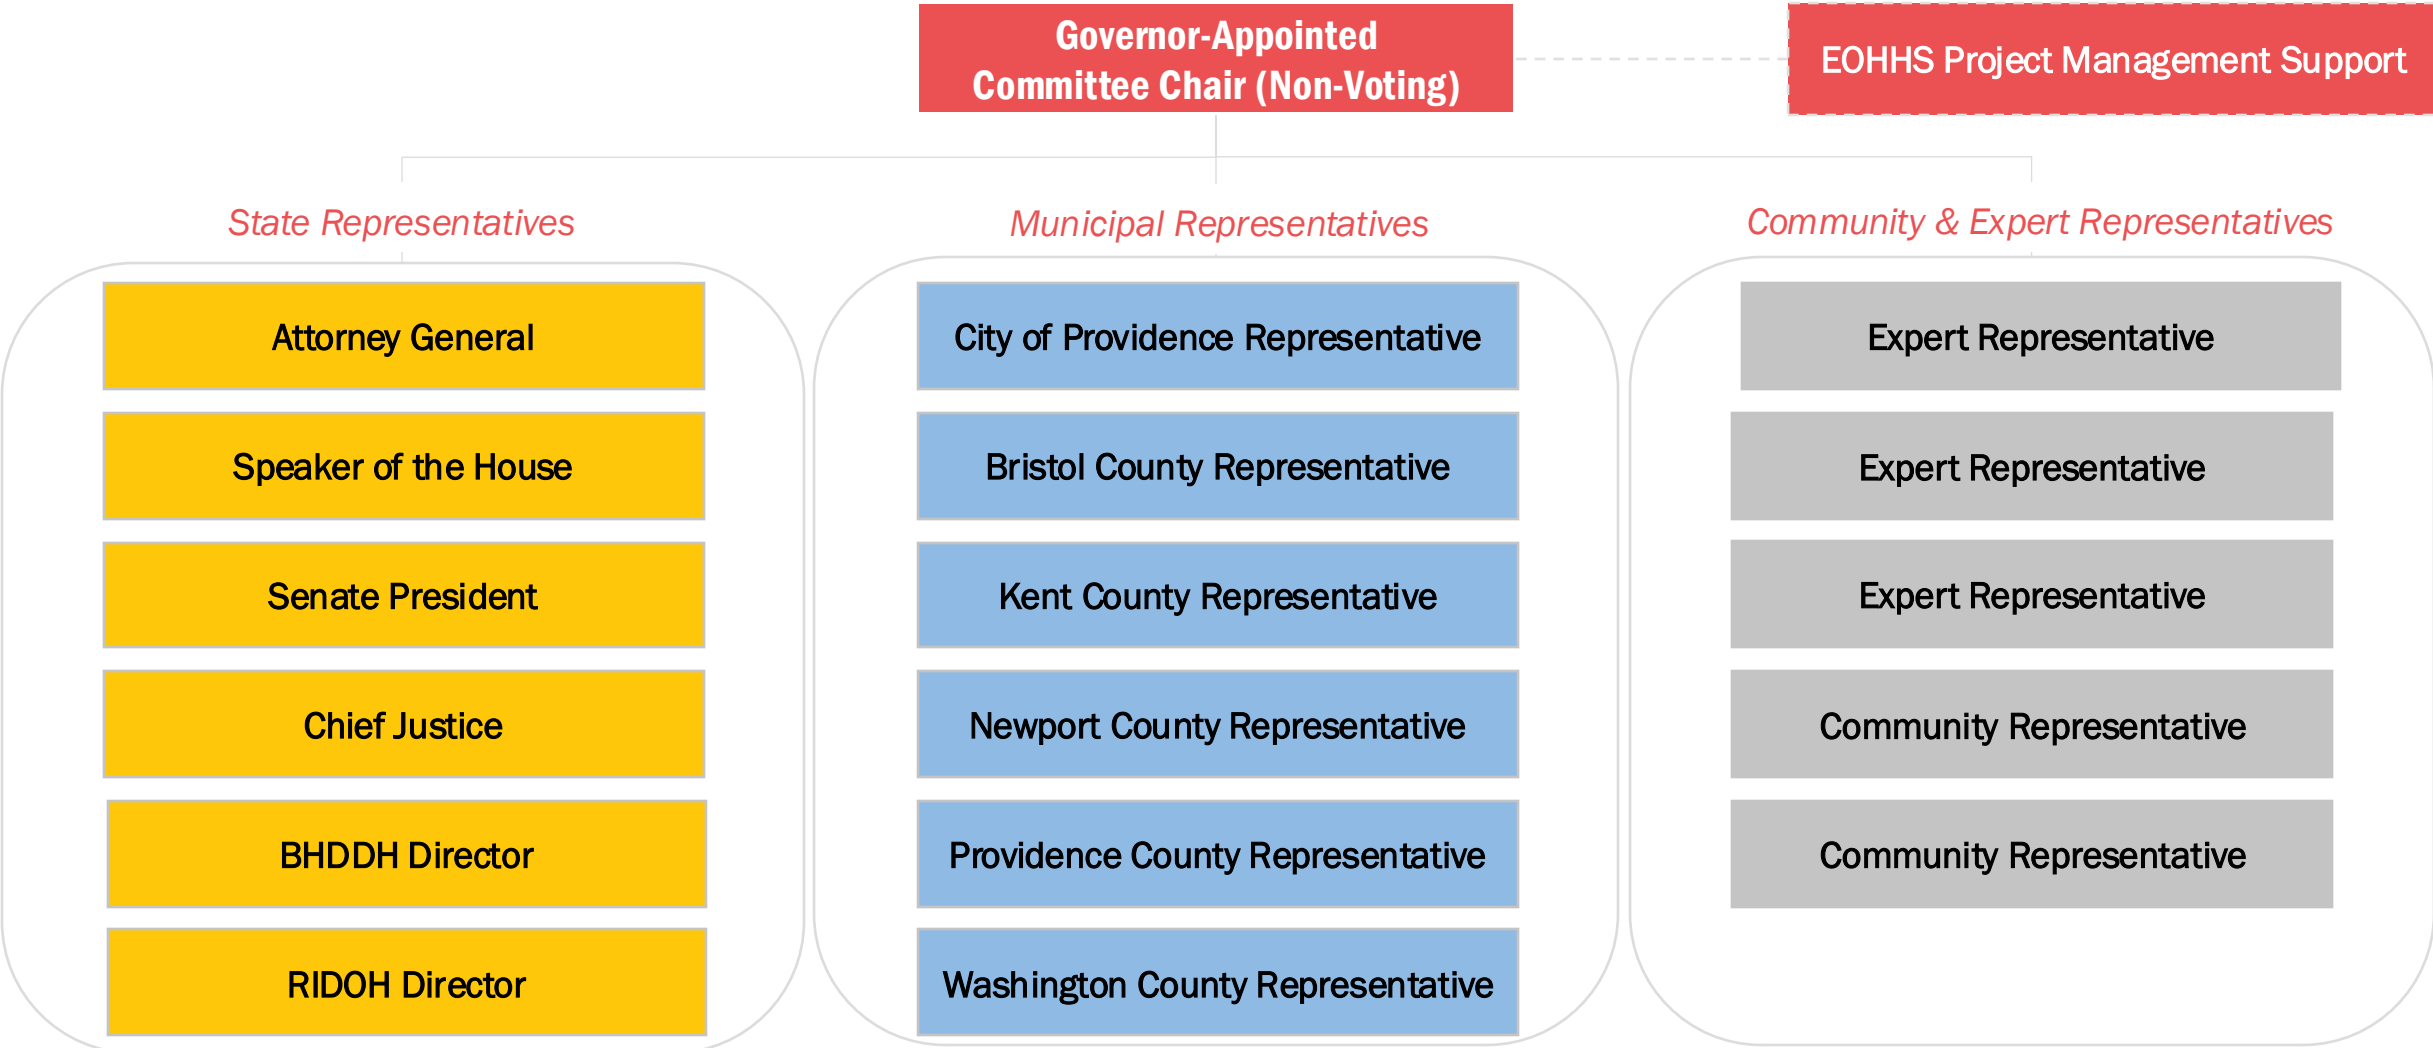 Governor-Appointed
Committee Chair (Non-Voting)
EOHHS Project Management Support
State Representatives
Attorney General
Speaker of the House
Senate President
Chief Justice
BHDDH Director
RIDOH Director
Municipal Representatives
City of Providence Representative
Bristol County Representative
Kent County Representative
Newport County Representative
Providence County Representative
Washington County Representative
Community & Expert Representatives
Expert Representative
Expert Representative
Expert Representative
Community Representative
Community Representative